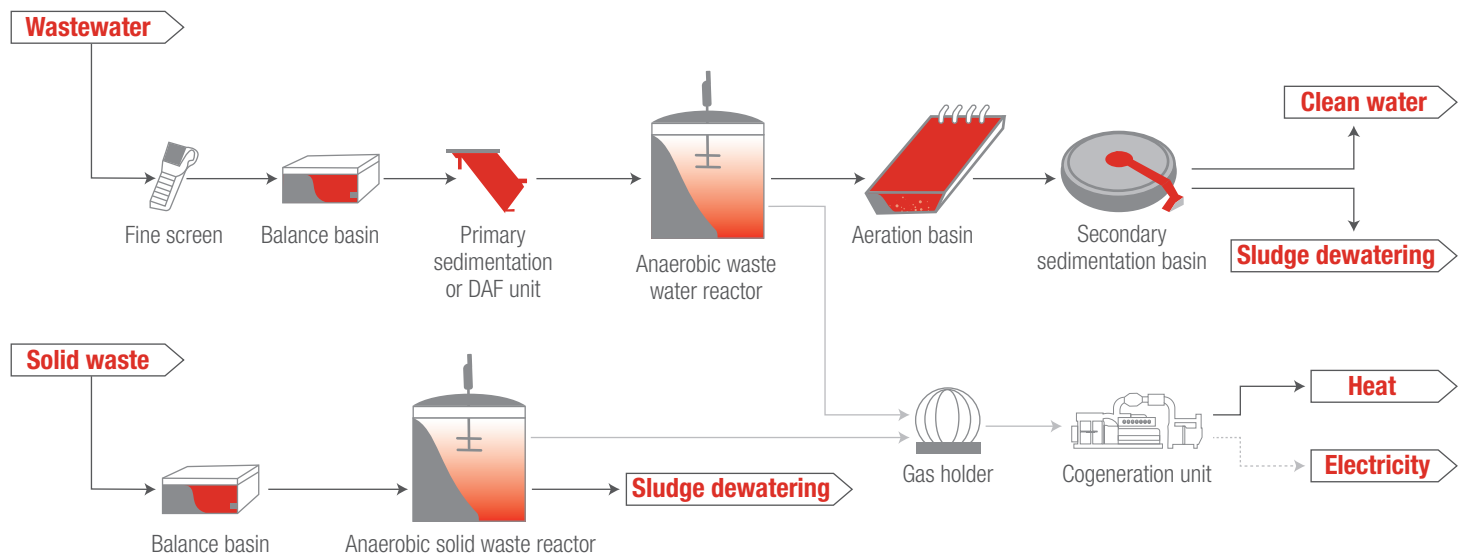 Wastewater
Clean water
Fine screen
Balance basin
Primary
sedimentation
or DAF unit
Anaerobic waste
water reactor
Aeration basin
Secondary
sedimentation basin
Sludge dewatering
Solid waste
Heat
Gas holder
Cogeneration unit
Electricity
Sludge dewatering
Balance basin
Anaerobic solid waste reactor